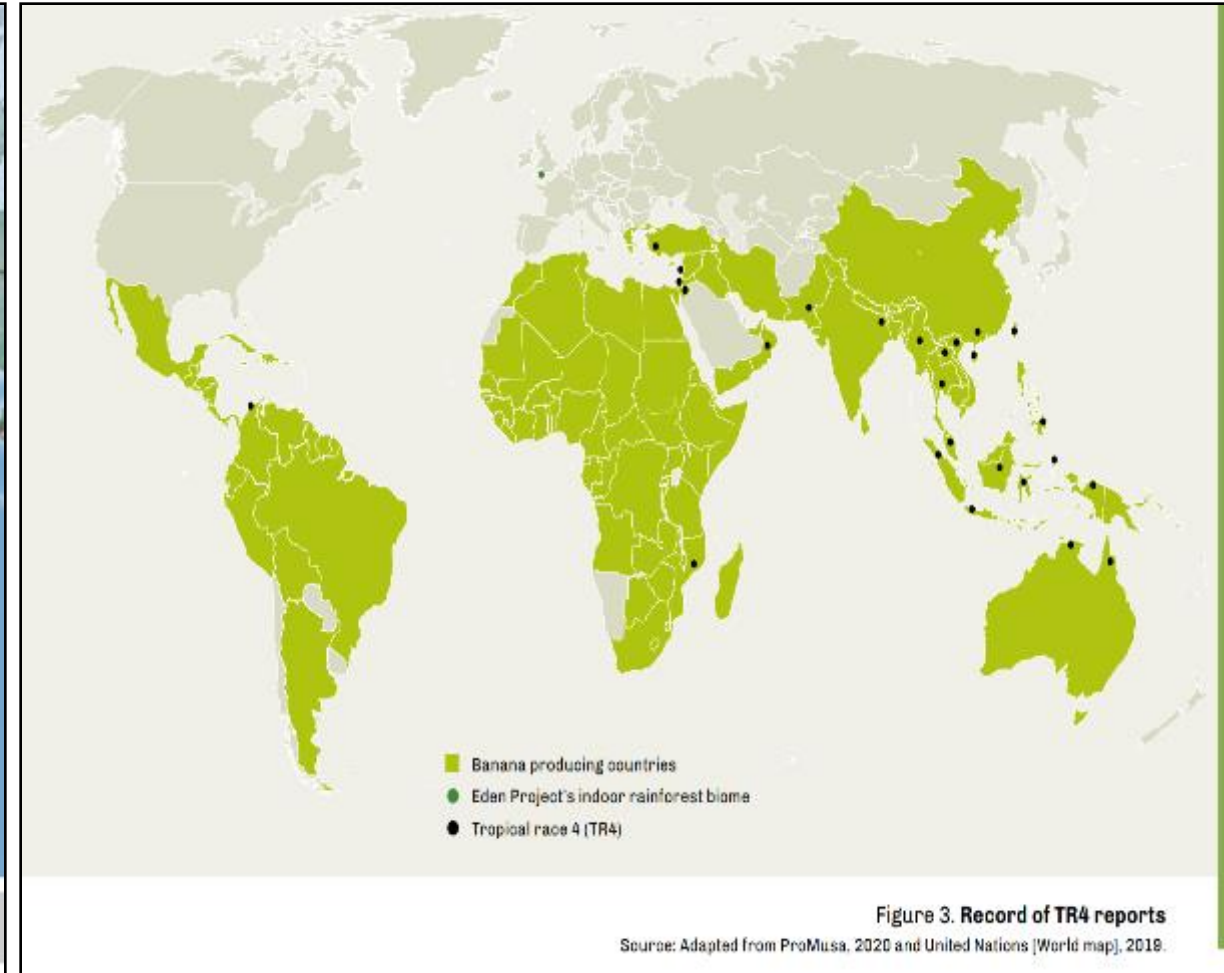 Banana producing countries
Eden Project's indoor rainforest biome
Tropical race 4 (TR4)
Figure 3. Record of TR4 reports
Source: Adapted from ProMusa, 2020 and United Nations [World map], 2019.